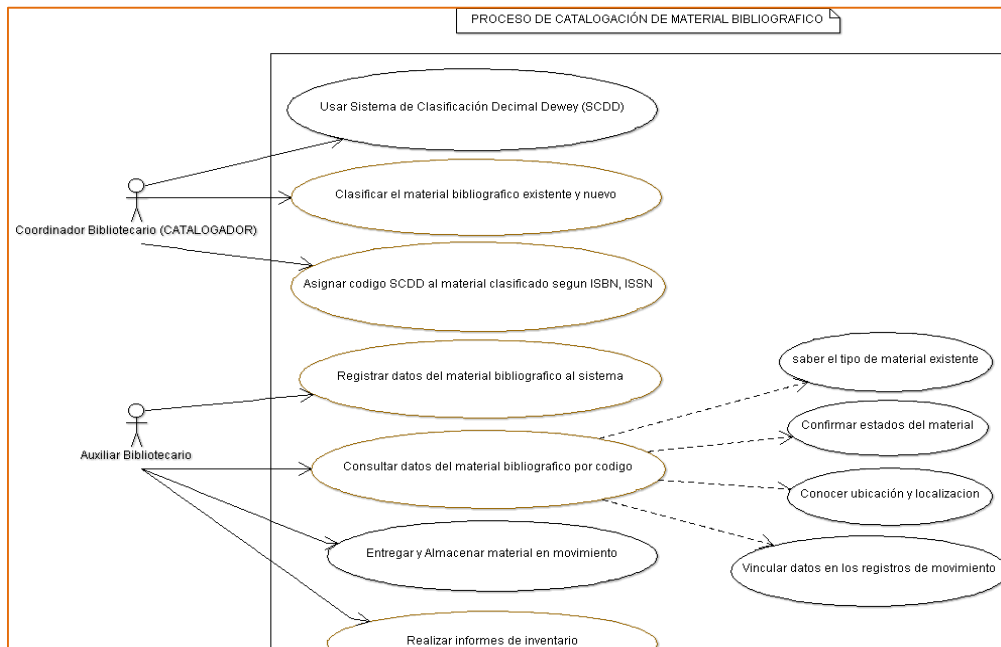 PROCESO DE CATALOGACIÓN DE MATERIAL BIBLIOGRAFICO
Usar Sistema de Clasificación Decimal Dewey (SCDD)
Clasificar el material bibliografico existente y nuevo
Coordinador Bibliotecario (CATALOGADOR)
Asignar codigo SCDD al material clasificado segun ISBN, ISSN
saber el tipo de material existente
Registrar datos del material bibliografico al sistema
Confirmar estados del material
Auxiliar Bibliotecario
Consultar datos del material bibliografico por codigo
Conocer ubicación y localizacion
Entregar y Almacenar material en movimiento
Vincular datos en los registros de movimiento
Realizar informes de inventario